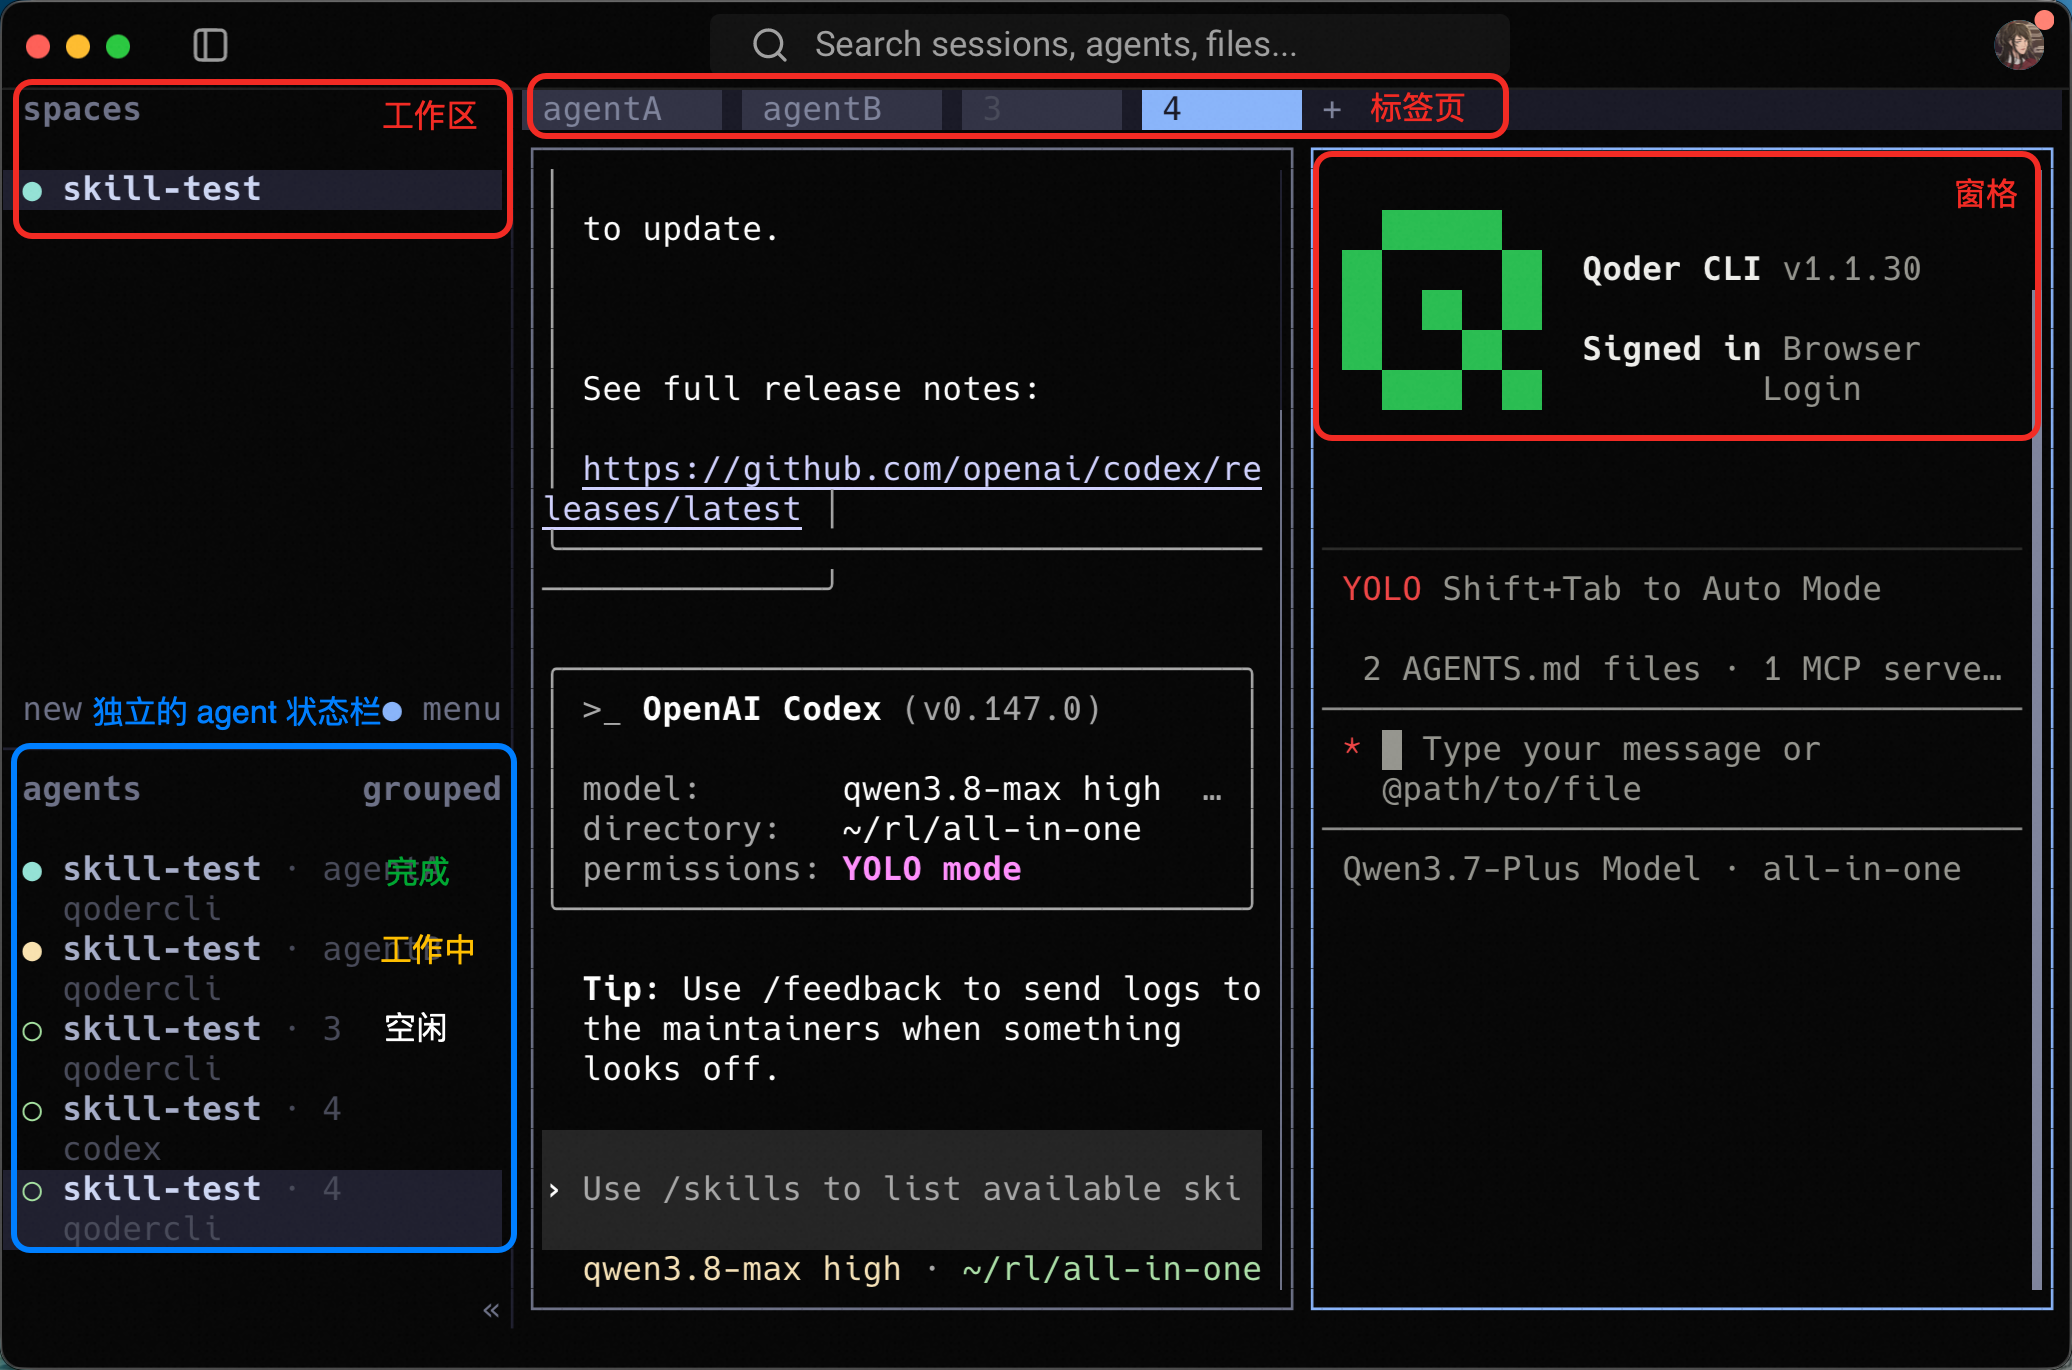 Search sessions, agents, files...
spaces 工作区
skill-test
agentA agentB 3 4 + 标签页
to update.
See full release notes:
https://github.com/openai/codex/re
leases/latest
>_ OpenAI Codex (v0.147.0)
model: qwen3.8-max high …
directory: ~/rl/all-in-one
permissions: YOLO mode
Tip: Use /feedback to send logs to
the maintainers when something
looks off.
› Use /skills to list available ski
qwen3.8-max high · ~/rl/all-in-one
窗格
Qoder CLI v1.1.30
Signed in Browser
Login
YOLO Shift+Tab to Auto Mode
2 AGENTS.md files · 1 MCP serve…
* Type your message or
@path/to/file
Qwen3.7-Plus Model · all-in-one
new 独立的 agent 状态栏 menu
agents grouped
skill-test · 完成
qodercli
skill-test · 工作中
qodercli
skill-test · 3 空闲
qodercli
skill-test · 4
codex
skill-test · 4
qodercli
«